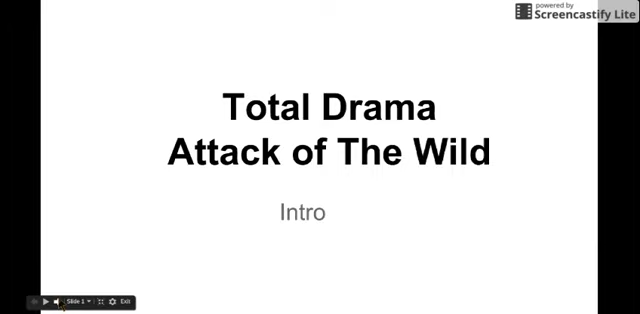 powered by
Screencastify Lite
Total Drama
Attack of The Wild
Intro
Slide 1
Exit